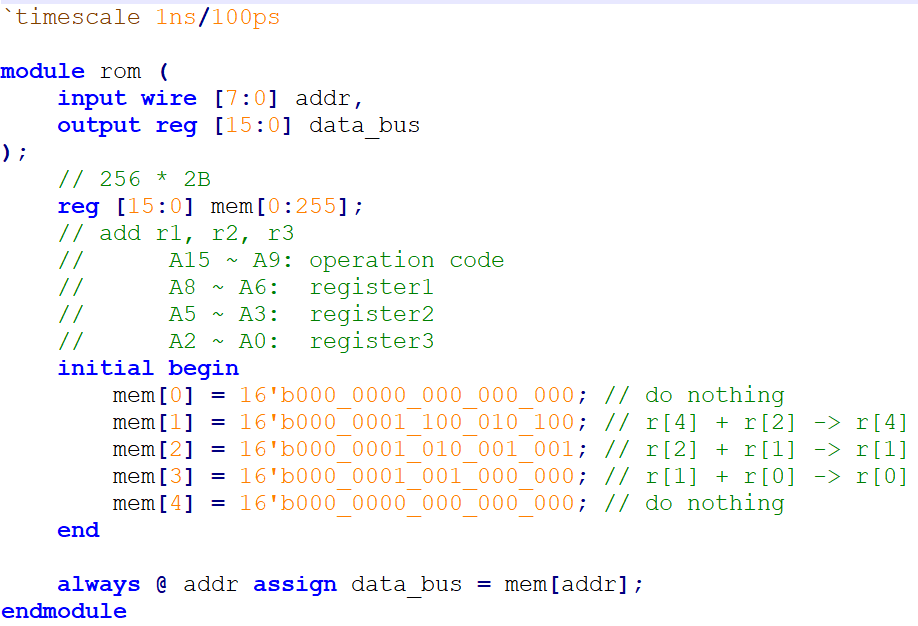 `timescale 1ns/100ps
module rom (
    input wire [7:0] addr,
    output reg [15:0] data_bus
);
    // 256 * 2B
    reg [15:0] mem[0:255];
    // add r1, r2, r3
    //      A15 ~ A9: operation code
    //      A8 ~ A6:  register1
    //      A5 ~ A3:  register2
    //      A2 ~ A0:  register3
    initial begin
        mem[0] = 16'b000_0000_000_000_000; // do nothing
        mem[1] = 16'b000_0001_100_010_100; // r[4] + r[2] -> r[4]
        mem[2] = 16'b000_0001_010_001_001; // r[2] + r[1] -> r[1]
        mem[3] = 16'b000_0001_001_000_000; // r[1] + r[0] -> r[0]
        mem[4] = 16'b000_0000_000_000_000; // do nothing
    end
    always @ addr assign data_bus = mem[addr];
endmodule